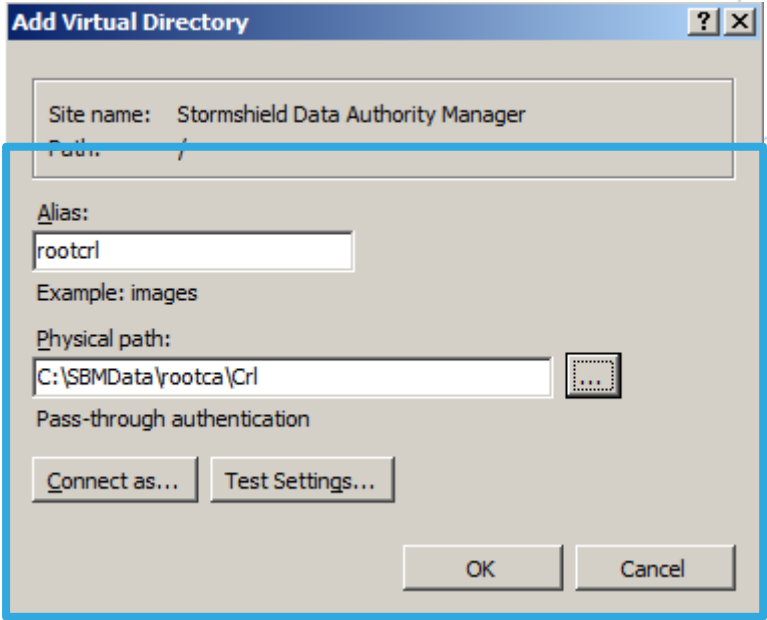 Add Virtual Directory
Site name: Stormshield Data Authority Manager
Path: /
Alias:
rootcrl
Example: images
Physical path:
C:\SBMData\rootca\Crl
...
Pass-through authentication
Connect as... Test Settings...
OK Cancel